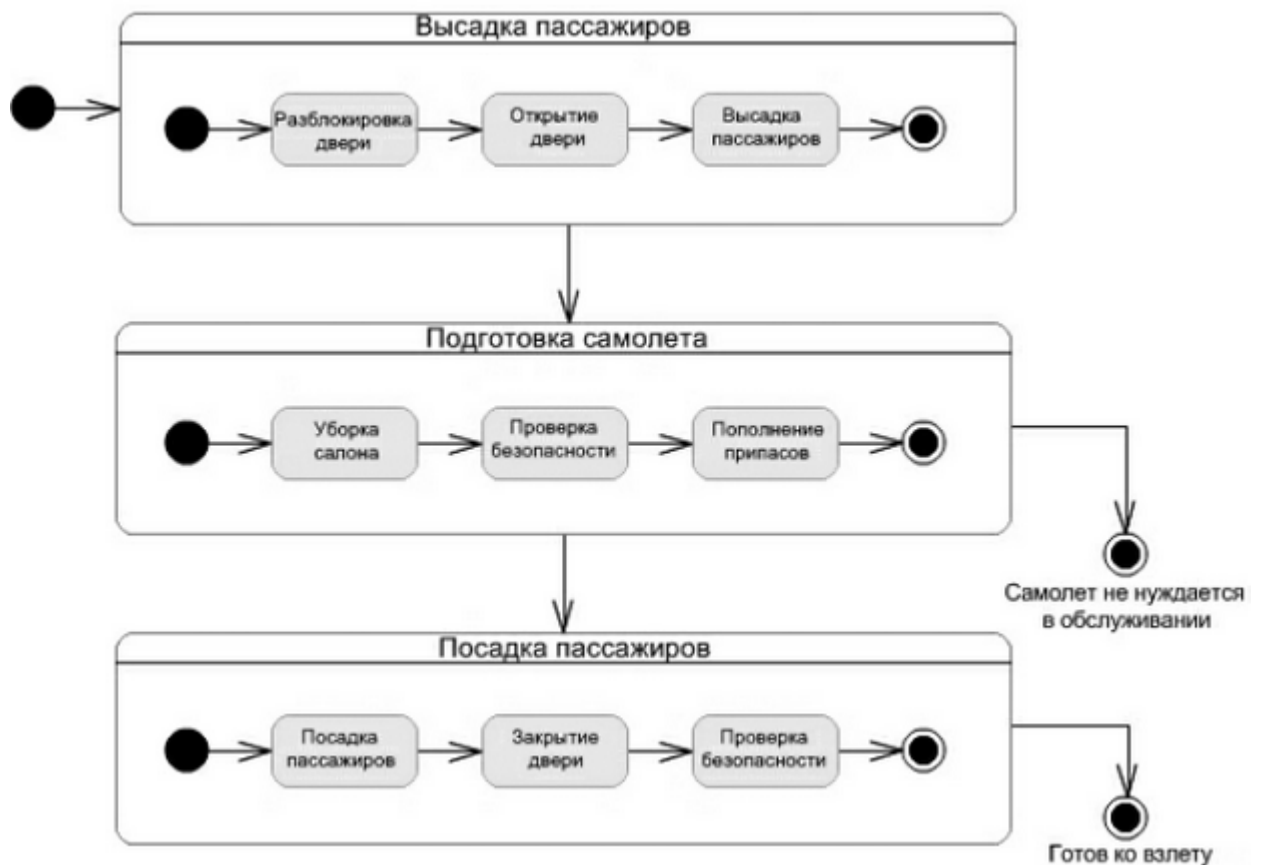 Высадка пассажиров
Разблокировка
двери
Открытие
двери
Высадка
пассажиров
Подготовка самолета
Уборка
салона
Проверка
безопасности
Пополнение
припасов
Самолет не нуждается
в обслуживании
Посадка пассажиров
Посадка
пассажиров
Закрытие
двери
Проверка
безопасности
Готов ко взлету